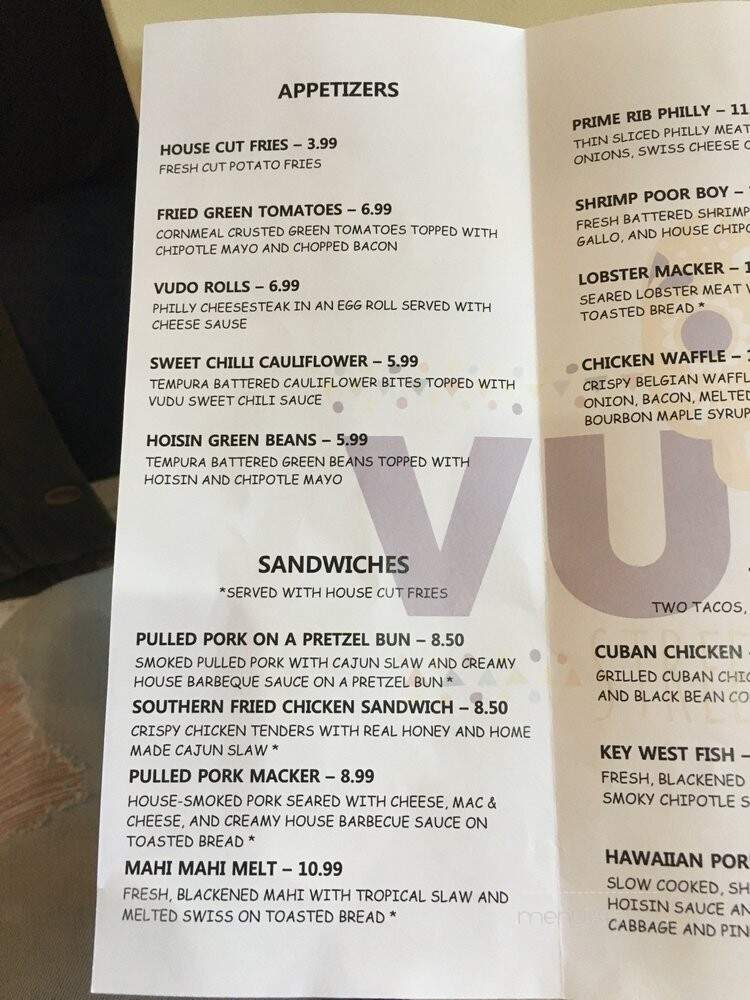 APPETIZERS
HOUSE CUT FRIES – 3.99
FRESH CUT POTATO FRIES
FRIED GREEN TOMATOES – 6.99
CORNMEAL CRUSTED GREEN TOMATOES TOPPED WITH
CHIPOTLE MAYO AND CHOPPED BACON
VUDO ROLLS – 6.99
PHILLY CHEESESTEAK IN AN EGG ROLL SERVED WITH
CHEESE SAUSE
SWEET CHILLI CAULIFLOWER – 5.99
TEMPURA BATTERED CAULIFLOWER BITES TOPPED WITH
VUDU SWEET CHILI SAUCE
HOISIN GREEN BEANS – 5.99
TEMPURA BATTERED GREEN BEANS TOPPED WITH
HOISIN AND CHIPOTLE MAYO
SANDWICHES
*SERVED WITH HOUSE CUT FRIES
PULLED PORK ON A PRETZEL BUN – 8.50
SMOKED PULLED PORK WITH CAJUN SLAW AND CREAMY
HOUSE BARBEQUE SAUCE ON A PRETZEL BUN *
SOUTHERN FRIED CHICKEN SANDWICH – 8.50
CRISPY CHICKEN TENDERS WITH REAL HONEY AND HOME
MADE CAJUN SLAW *
PULLED PORK MACKER – 8.99
HOUSE-SMOKED PORK SEARED WITH CHEESE, MAC &
CHEESE, AND CREAMY HOUSE BARBECUE SAUCE ON
TOASTED BREAD *
MAHI MAHI MELT – 10.99
FRESH, BLACKENED MAHI WITH TROPICAL SLAW AND
MELTED SWISS ON TOASTED BREAD *
PRIME RIB PHILLY – 11
THIN SLICED PHILLY MEAT
ONIONS, SWISS CHEESE
SHRIMP POOR BOY –
FRESH BATTERED SHRIMP
GALLO, AND HOUSE
LOBSTER MACKER – 1
SEARED LOBSTER MEAT
TOASTED BREAD *
CHICKEN WAFFLE –
CRISPY BELGIAN
ONION, BACON, MELTED
BOURBON MAPLE SYRUP
VU
TWO TACOS,
CUBAN CHICKEN
GRILLED CUBAN
AND BLACK BEAN
KEY WEST FISH –
FRESH, BLACKENED
SMOKY CHIPOTLE
HAWAIIAN
SLOW COOKED,
HOISIN SAUCE
CABBAGE AND